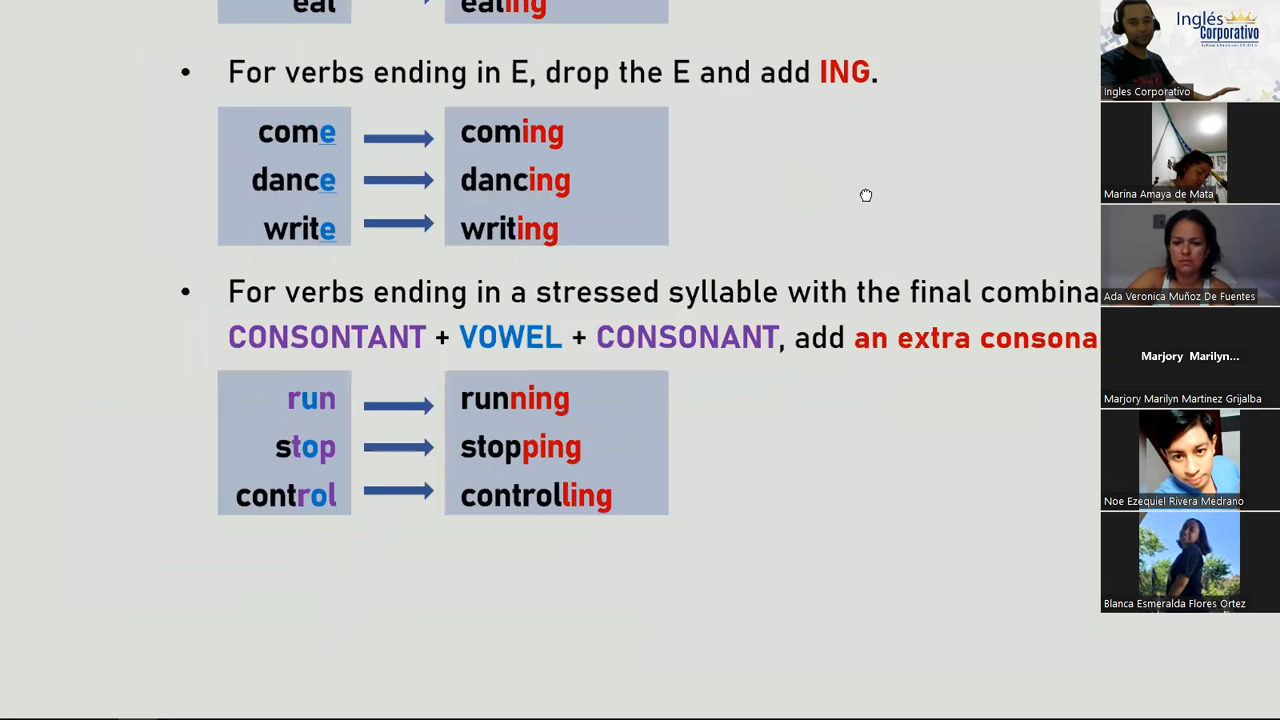 eat eating
• For verbs ending in E, drop the E and add ING.
come coming
dance dancing
write writing
• For verbs ending in a stressed syllable with the final combina
CONSONTANT + VOWEL + CONSONANT, add an extra consona
run running
stop stopping
control controlling
Inglés
Corporativo
Ingles Corporativo
Marina Amaya de Mata
Ada Veronica Muñoz De Fuentes
Marjory Marilyn...
Marjory Marilyn Martinez Grijalba
Noe Ezequiel Rivera Medrano
Blanca Esmeralda Flores Ortez